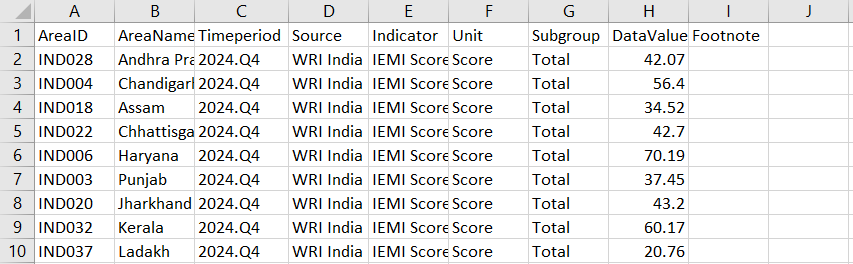 A B C D E F G H I J
1 AreaID AreaName Timeperiod Source Indicator Unit Subgroup DataValue Footnote
2 IND028 Andhra Pra 2024.Q4 WRI India IEMI Score Score Total 42.07
3 IND004 Chandigarh 2024.Q4 WRI India IEMI Score Score Total 56.4
4 IND018 Assam 2024.Q4 WRI India IEMI Score Score Total 34.52
5 IND022 Chhattisga 2024.Q4 WRI India IEMI Score Score Total 42.7
6 IND006 Haryana 2024.Q4 WRI India IEMI Score Score Total 70.19
7 IND003 Punjab 2024.Q4 WRI India IEMI Score Score Total 37.45
8 IND020 Jharkhand 2024.Q4 WRI India IEMI Score Score Total 43.2
9 IND032 Kerala 2024.Q4 WRI India IEMI Score Score Total 60.17
10 IND037 Ladakh 2024.Q4 WRI India IEMI Score Score Total 20.76